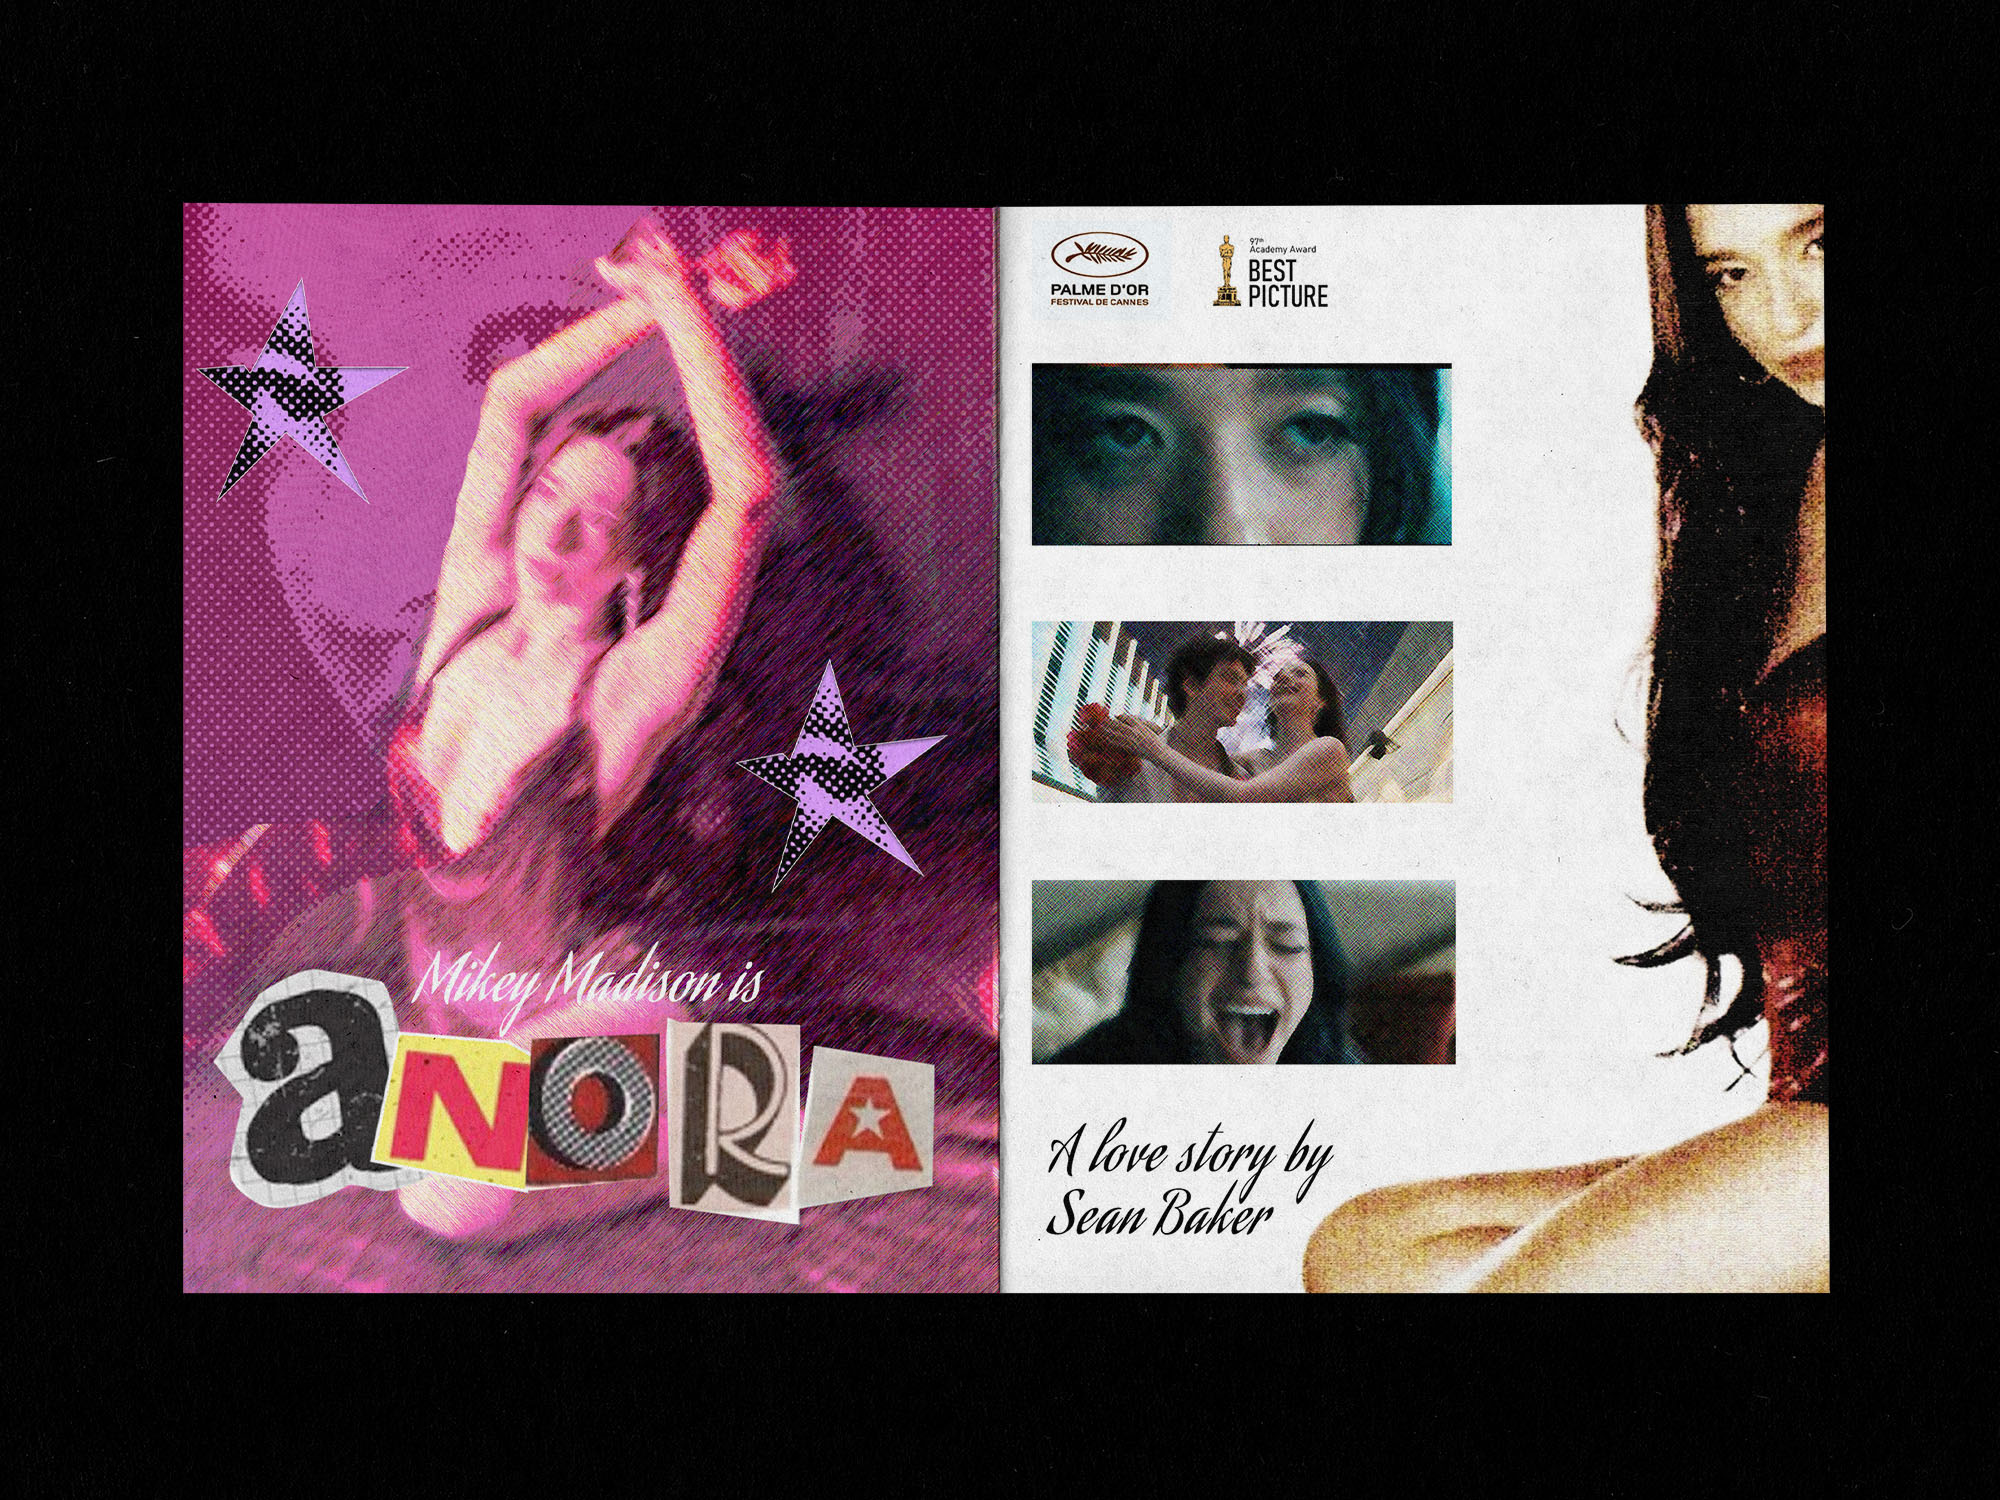 Mikey Madison is
aNORA
PALME D'OR
FESTIVAL DE CANNES
97th
Academy Award
BEST
PICTURE
A love story by
Sean Baker